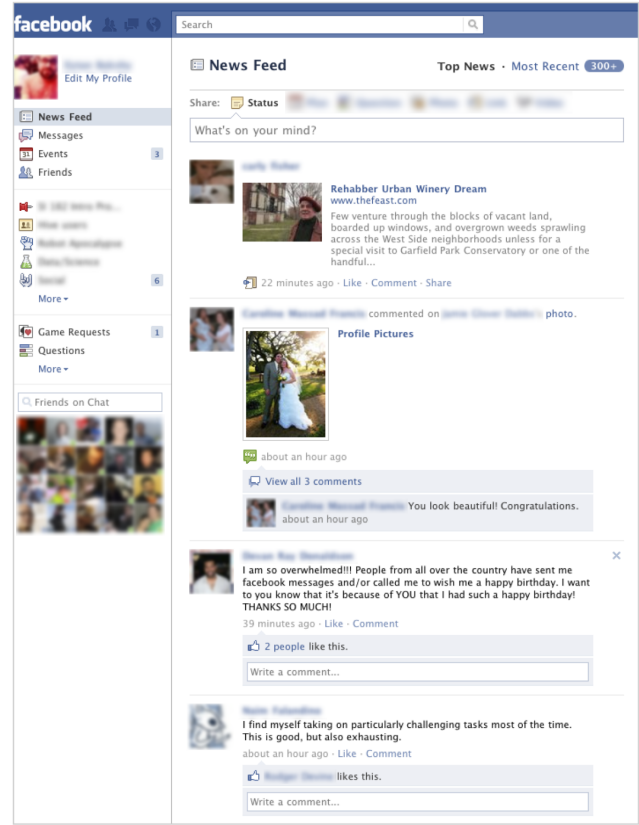 facebook
Search
Edit My Profile
News Feed
Messages
Events 3
Friends
6
More
Game Requests 1
Questions
More
Friends on Chat
News Feed
Top News · Most Recent 300+
Share: Status
What's on your mind?
Rehabber Urban Winery Dream
www.thefeast.com
Few venture through the blocks of vacant land,
boarded up windows, and overgrown weeds sprawling
across the West Side neighborhoods unless for a
special visit to Garfield Park Conservatory or one of the
handful...
22 minutes ago · Like · Comment · Share
commented on photo.
Profile Pictures
about an hour ago
View all 3 comments
You look beautiful! Congratulations.
about an hour ago
I am so overwhelmed!!! People from all over the country have sent me
facebook messages and/or called me to wish me a happy birthday. I want
to you know that it's because of YOU that I had such a happy birthday!
THANKS SO MUCH!
39 minutes ago · Like · Comment
2 people like this.
Write a comment...
I find myself taking on particularly challenging tasks most of the time.
This is good, but also exhausting.
about an hour ago · Like · Comment
likes this.
Write a comment...